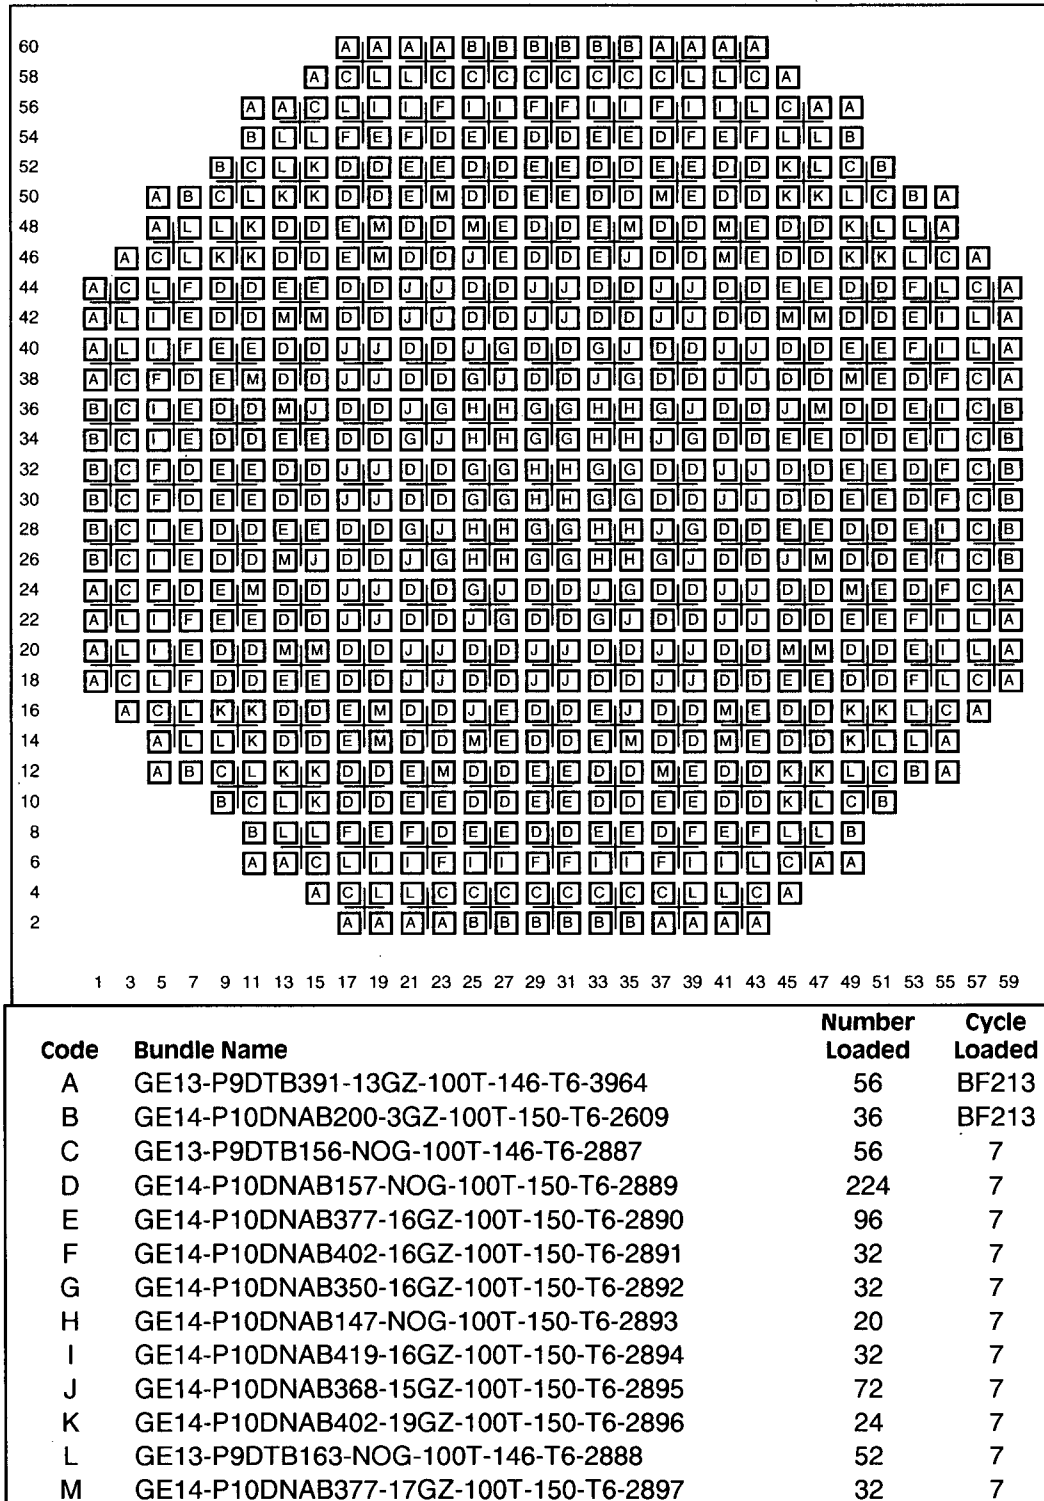 60 A A A A B B B B B B A A A A
58 A C L L C C C C C C C C L L C A
56 A A C L I I F I I F F I I F I I L C A A
54 B L L F E F D E E D D E E D F E F L L B
52 B C L K D D E E D D E E D D E E D D K L C B
50 A B C L K K D D E M D D E E D D M E D D K K L C B A
48 A L L K D D E M D D M E D D E M D D M E D D K L L A
46 A C L K K D D E M D D J E D D E J D D M E D D K K L C A
44 A C L F D D E E D D J J D D J J D D J J D D E E D D F L C A
42 A L I E D D M M D D J J D D J J D D J J D D M M D D E I L A
40 A L I F E E D D J J D D J G D D G J D D J J D D E E F I L A
38 A C F D E M D D J J D D G J D D J G D D J J D D M E D F C A
36 B C I E D D M J D D J G H H G G H H G J D D J M D D E I C B
34 B C I E D D E E D D G J H H G G H H J G D D E E D D E I C B
32 B C F D E E D D J J D D G G H H G G D D J J D D E E D F C B
30 B C F D E E D D J J D D G G H H G G D D J J D D E E D F C B
28 B C I E D D E E D D G J H H G G H H J G D D E E D D E I C B
26 B C I E D D M J D D J G H H G G H H G J D D J M D D E I C B
24 A C F D E M D D J J D D G J D D J G D D J J D D M E D F C A
22 A L I F E E D D J J D D J G D D G J D D J J D D E E F I L A
20 A L I E D D M M D D J J D D J J D D J J D D M M D D E I L A
18 A C L F D D E E D D J J D D J J D D J J D D E E D D F L C A
16 A C L K K D D E M D D J E D D E J D D M E D D K K L C A
14 A L L K D D E M D D M E D D E M D D M E D D K L L A
12 A B C L K K D D E M D D E E D D M E D D K K L C B A
10 B C L K D D E E D D E E D D E E D D K L C B
8 B L L F E F D E E D D E E D F E F L L B
6 A A C L I I F I I F F I I F I I L C A A
4 A C L L C C C C C C C C L L C A
2 A A A A B B B B B B A A A A
1 3 5 7 9 11 13 15 17 19 21 23 25 27 29 31 33 35 37 39 41 43 45 47 49 51 53 55 57 59
Code Bundle Name Number Loaded Cycle Loaded
A GE13-P9DTB391-13GZ-100T-146-T6-3964 56 BF213
B GE14-P10DNAB200-3GZ-100T-150-T6-2609 36 BF213
C GE13-P9DTB156-NOG-100T-146-T6-2887 56 7
D GE14-P10DNAB157-NOG-100T-150-T6-2889 224 7
E GE14-P10DNAB377-16GZ-100T-150-T6-2890 96 7
F GE14-P10DNAB402-16GZ-100T-150-T6-2891 32 7
G GE14-P10DNAB350-16GZ-100T-150-T6-2892 32 7
H GE14-P10DNAB147-NOG-100T-150-T6-2893 20 7
I GE14-P10DNAB419-16GZ-100T-150-T6-2894 32 7
J GE14-P10DNAB368-15GZ-100T-150-T6-2895 72 7
K GE14-P10DNAB402-19GZ-100T-150-T6-2896 24 7
L GE13-P9DTB163-NOG-100T-146-T6-2888 52 7
M GE14-P10DNAB377-17GZ-100T-150-T6-2897 32 7